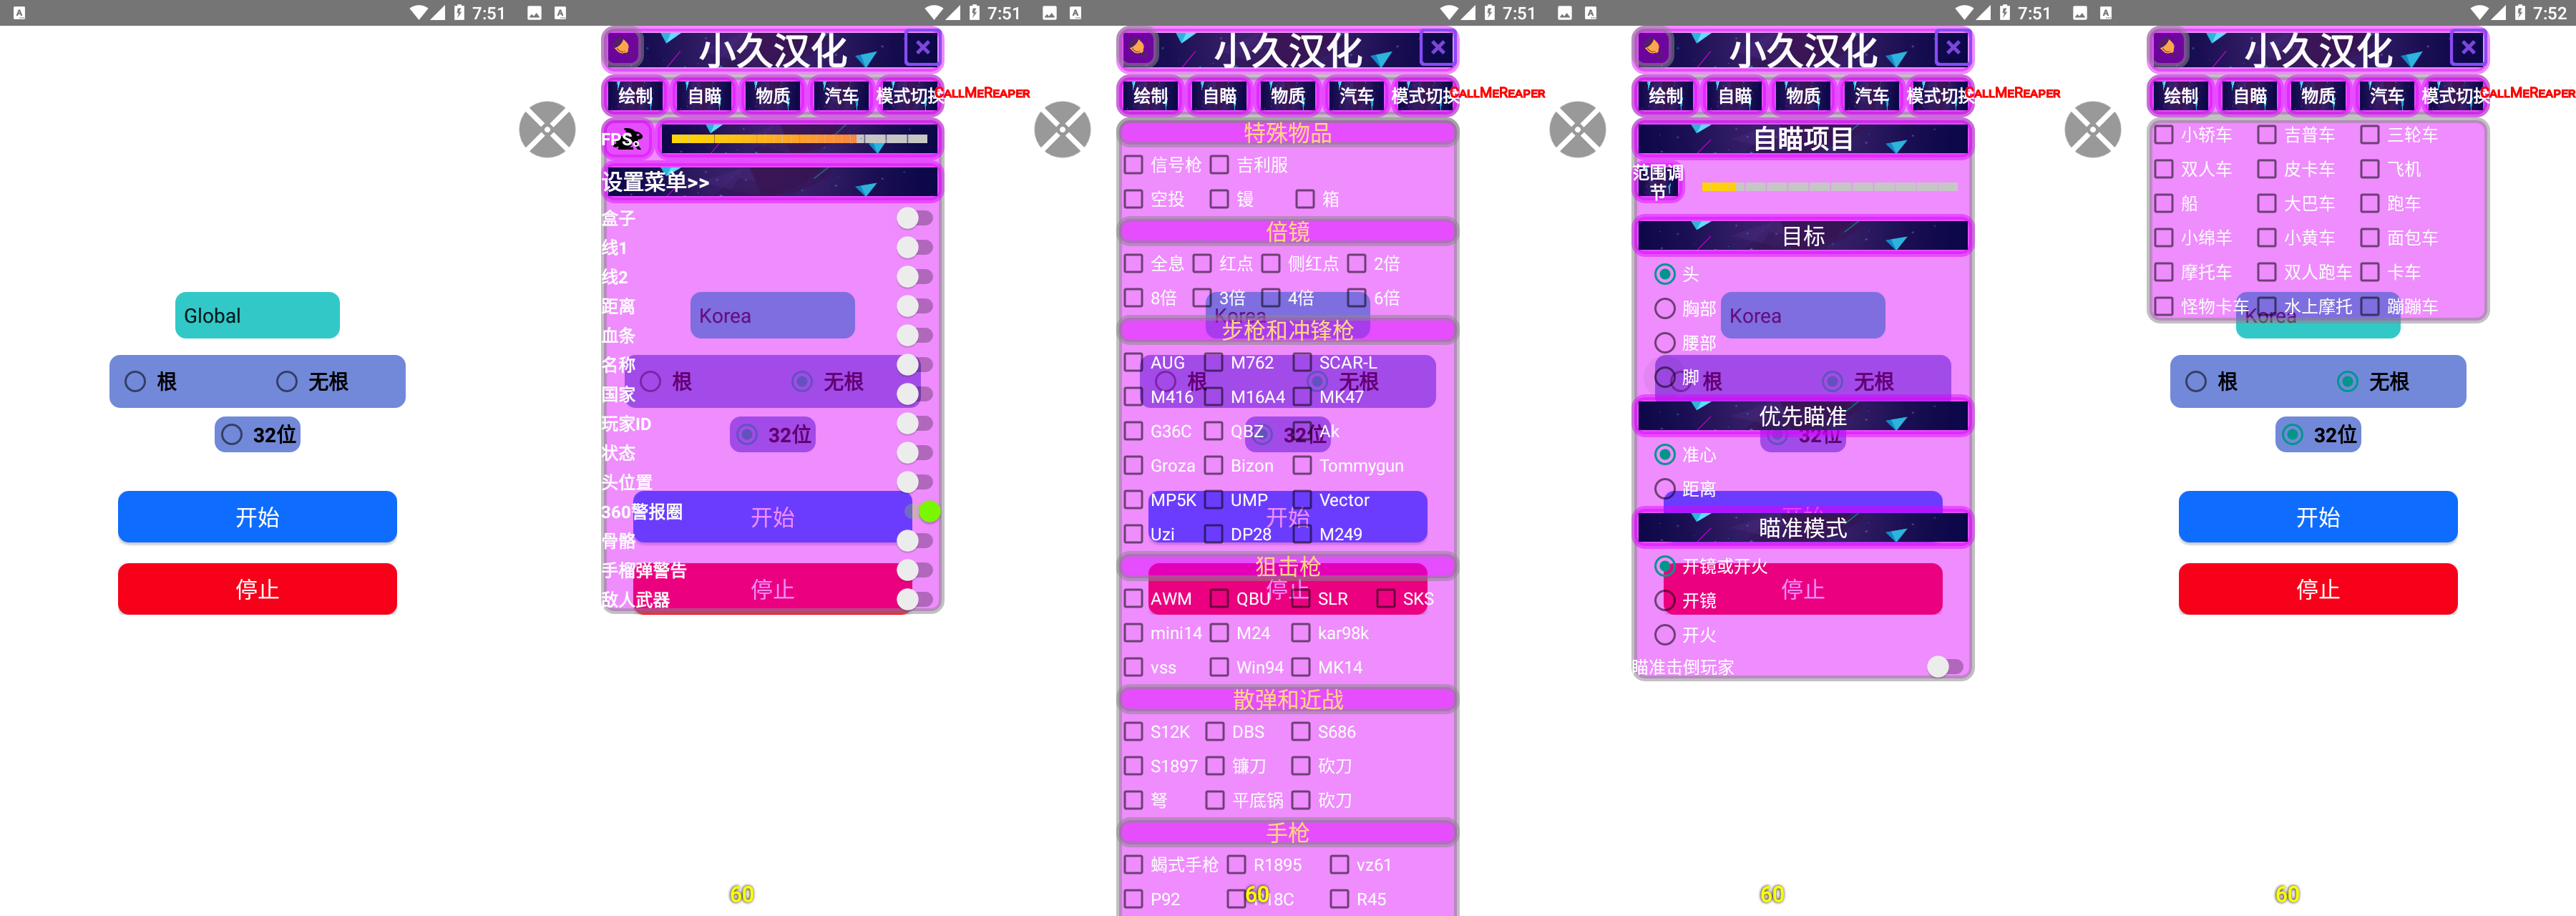 7:51
Global
根 无根
32位
开始
停止
7:51
小久汉化
绘制 自瞄 物质 汽车 模式切换
CallMeReaper
FPS。
设置菜单>>
盒子
线1
线2
距离
血条
名称
国家
玩家ID
状态
头位置
360警报圈
骨骼
手榴弹警告
敌人武器
Korea
根 无根
32位
开始
停止
60
7:51
小久汉化
绘制 自瞄 物质 汽车 模式切换
CallMeReaper
特殊物品
信号枪 吉利服
空投 镘 箱
倍镜
全息 红点 侧红点 2倍
8倍 3倍 4倍 6倍
Korea
步枪和冲锋枪
AUG M762 SCAR-L
根 无根
M416 M16A4 MK47
G36C QBZ Ak
32位
Groza Bizon Tommygun
MP5K UMP Vector
开始
Uzi DP28 M249
狙击枪
停止
AWM QBU SLR SKS
mini14 M24 kar98k
vss Win94 MK14
散弹和近战
S12K DBS S686
S1897 镰刀 砍刀
弩 平底锅 砍刀
手枪
蝎式手枪 R1895 vz61
P92 P18C R45
60
7:51
小久汉化
绘制 自瞄 物质 汽车 模式切换
CallMeReaper
自瞄项目
范围调
节
目标
头
胸部
腰部
脚
Korea
根 无根
优先瞄准
32位
准心
距离
开始
瞄准模式
开镜或开火
开镜
开火
停止
瞄准击倒玩家
60
7:52
小久汉化
绘制 自瞄 物质 汽车 模式切换
CallMeReaper
小轿车 吉普车 三轮车
双人车 皮卡车 飞机
船 大巴车 跑车
小绵羊 小黄车 面包车
摩托车 双人跑车 卡车
怪物卡车 水上摩托 蹦蹦车
Korea
根 无根
32位
开始
停止
60